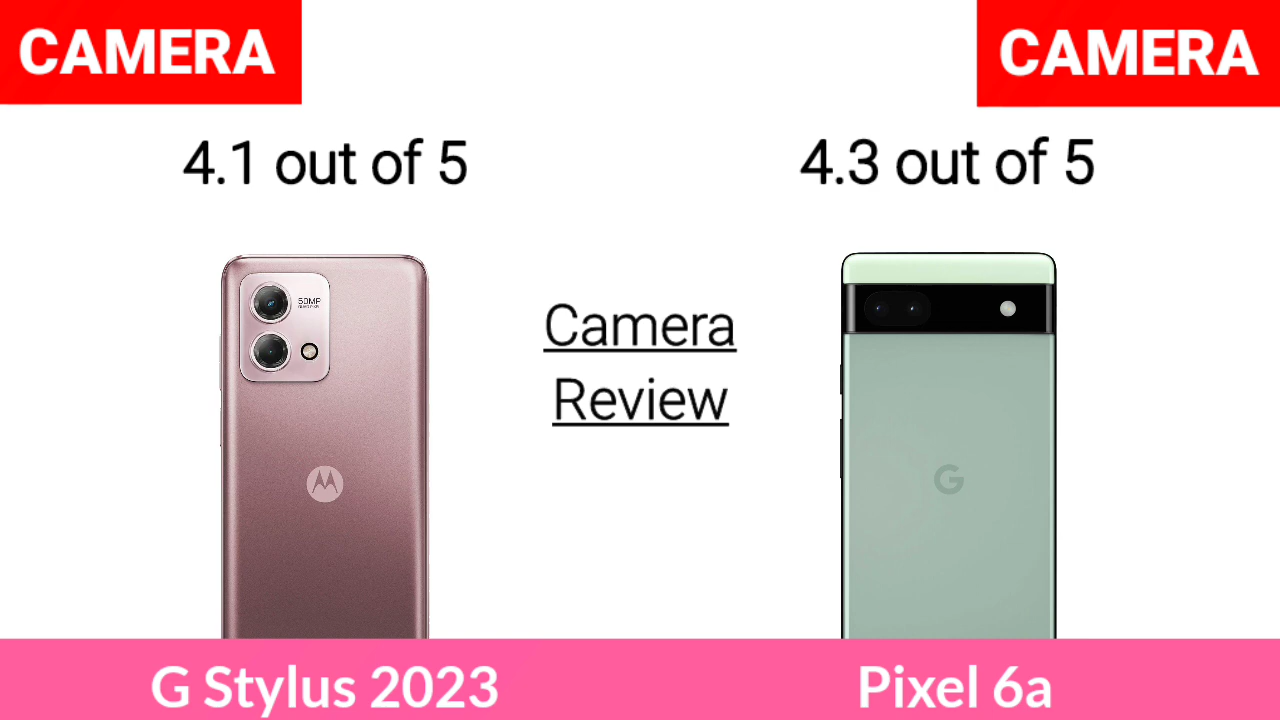 CAMERA
CAMERA
4.1 out of 5
4.3 out of 5
50MP
Camera
Review
G
G Stylus 2023
Pixel 6a